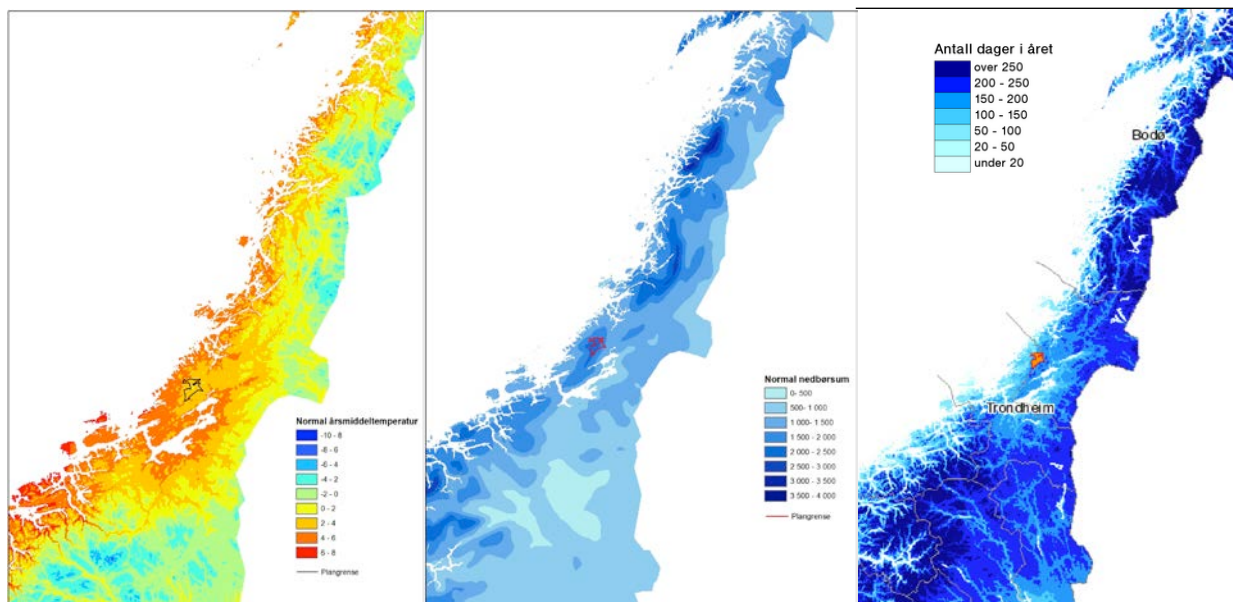 Normal årsmiddeltemperatur
-10 - 8
-8 - 6
-6 - 4
-4 - 2
-2 - 0
0 - 2
2 - 4
4 - 6
6 - 8
Plangrense
Normal nedbørsum
0- 500
500- 1 000
1 000- 1 500
1 500 - 2 000
2 000 - 2 500
2 500 - 3 000
3 000 - 3 500
3 500 - 4 000
Plangrense
Antall dager i året
over 250
200 - 250
150 - 200
100 - 150
50 - 100
20 - 50
under 20
Bodø
Trondheim